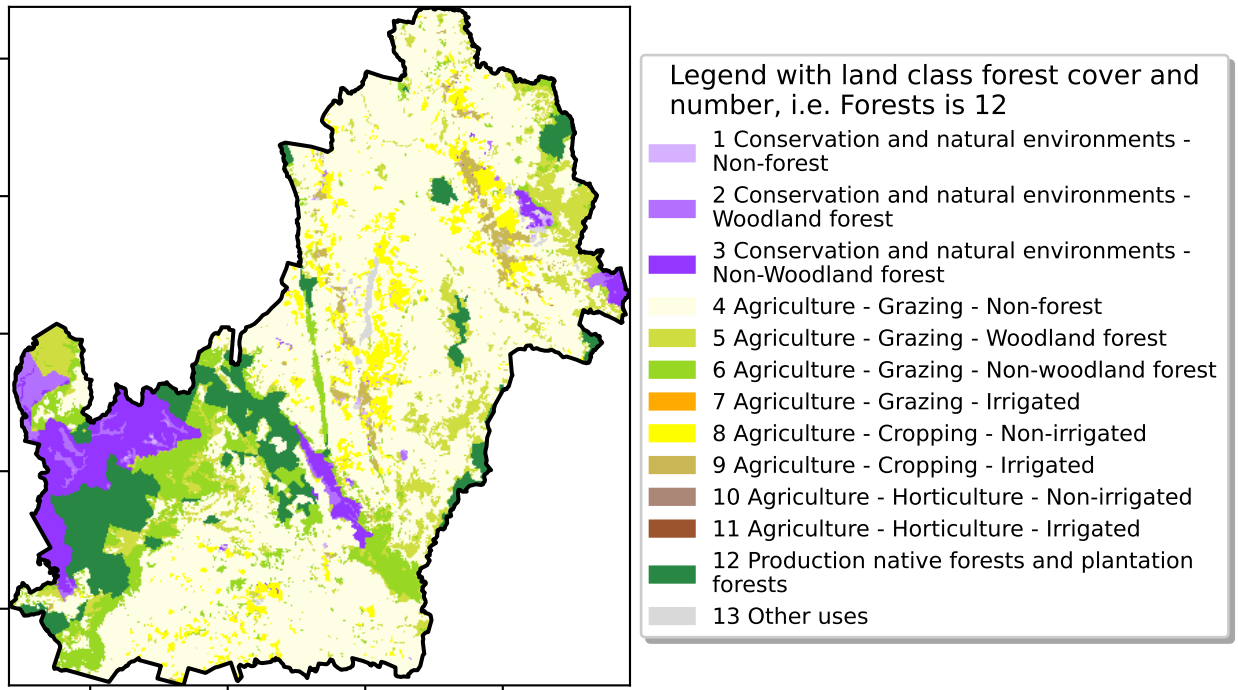 Legend with land class forest cover and
number, i.e. Forests is 12
1 Conservation and natural environments -
Non-forest
2 Conservation and natural environments -
Woodland forest
3 Conservation and natural environments -
Non-Woodland forest
4 Agriculture - Grazing - Non-forest
5 Agriculture - Grazing - Woodland forest
6 Agriculture - Grazing - Non-woodland forest
7 Agriculture - Grazing - Irrigated
8 Agriculture - Cropping - Non-irrigated
9 Agriculture - Cropping - Irrigated
10 Agriculture - Horticulture - Non-irrigated
11 Agriculture - Horticulture - Irrigated
12 Production native forests and plantation
forests
13 Other uses